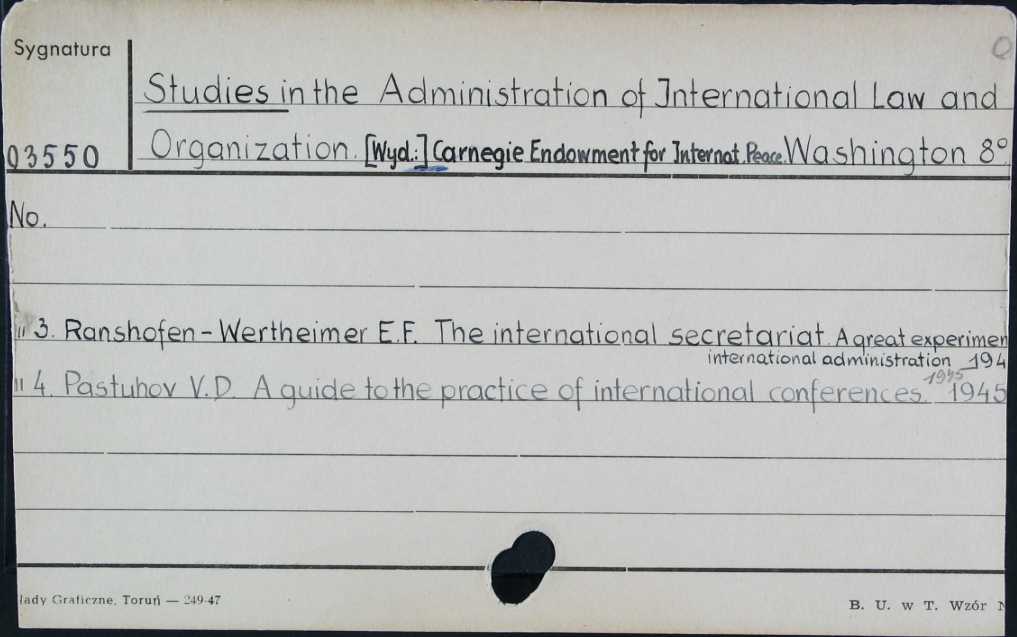 Sygnatura
Studies in the Administration of International Law and
03550 Organization. [Wyd.:] Carnegie Endowment for Internat. Peace. Washington 8°
No.
" 3. Ranshofen-Wertheimer E.F. The international secretariat. A great experimen
international administration 194
1945
" 4. Pastuhov V.D. A guide to the practice of international conferences. 1945
łady Graficzne, Toruń — 249-47
B. U. w T. Wzór N